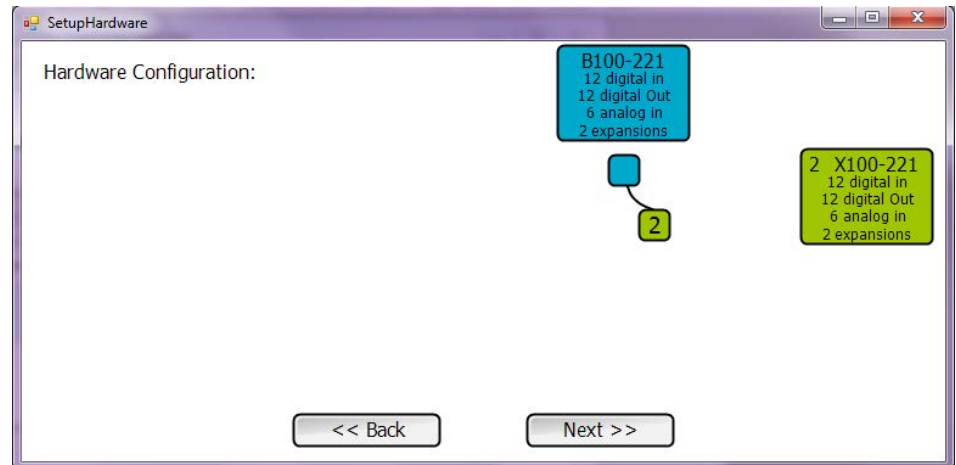 SetupHardware
Hardware Configuration:
B100-221
12 digital in
12 digital Out
6 analog in
2 expansions
2
2 X100-221
12 digital in
12 digital Out
6 analog in
2 expansions
<< Back
Next >>